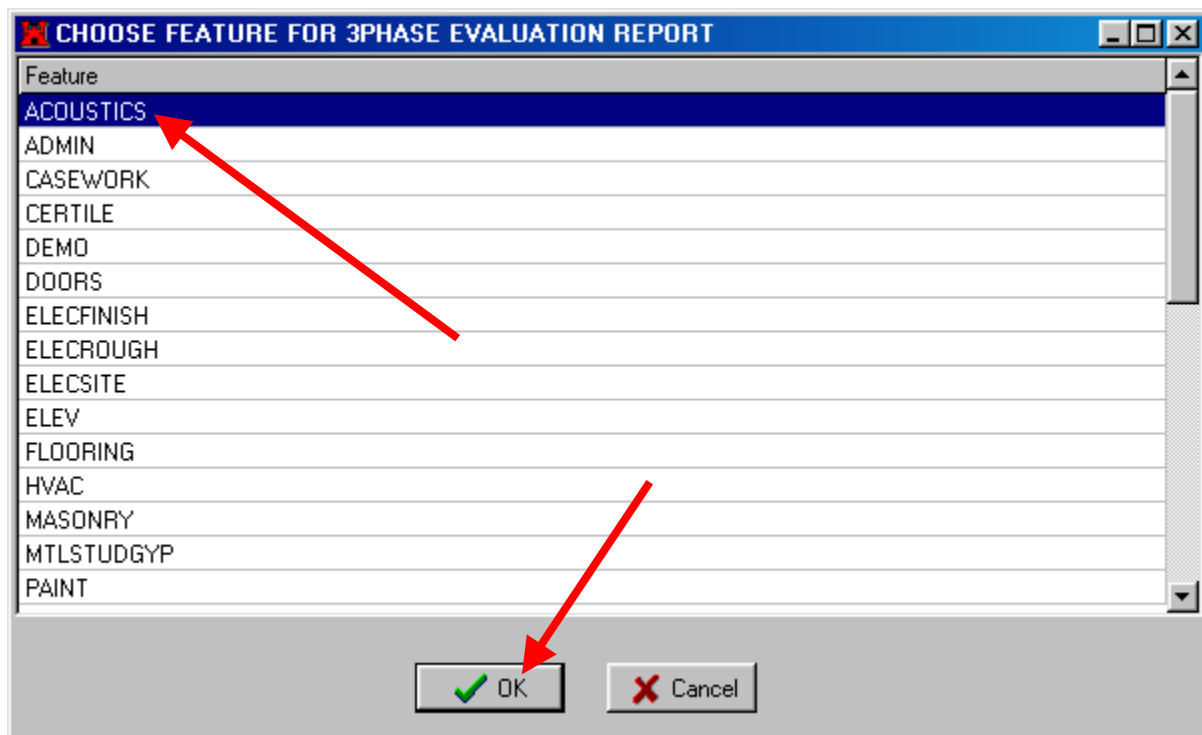 CHOOSE FEATURE FOR 3PHASE EVALUATION REPORT
Feature
ACOUSTICS
ADMIN
CASEWORK
CERTILE
DEMO
DOORS
ELECFINISH
ELECROUGH
ELECSITE
ELEV
FLOORING
HVAC
MASONRY
MTLSTUDGYP
PAINT
OK Cancel